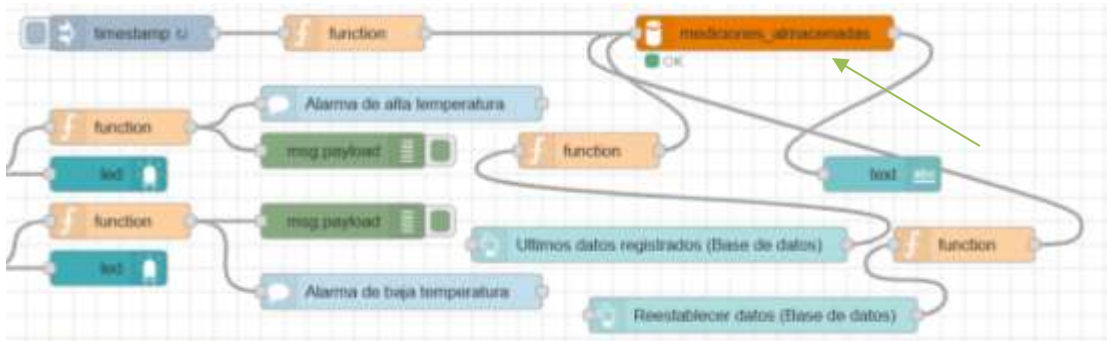 timestamp ↻
function
mediciones_almacenadas
OK
Alarma de alta temperatura
function
msg.payload
function
led
text
abc
function
msg.payload
Ultimos datos registrados (Base de datos)
function
led
Alarma de baja temperatura
Reestablecer datos (Base de datos)